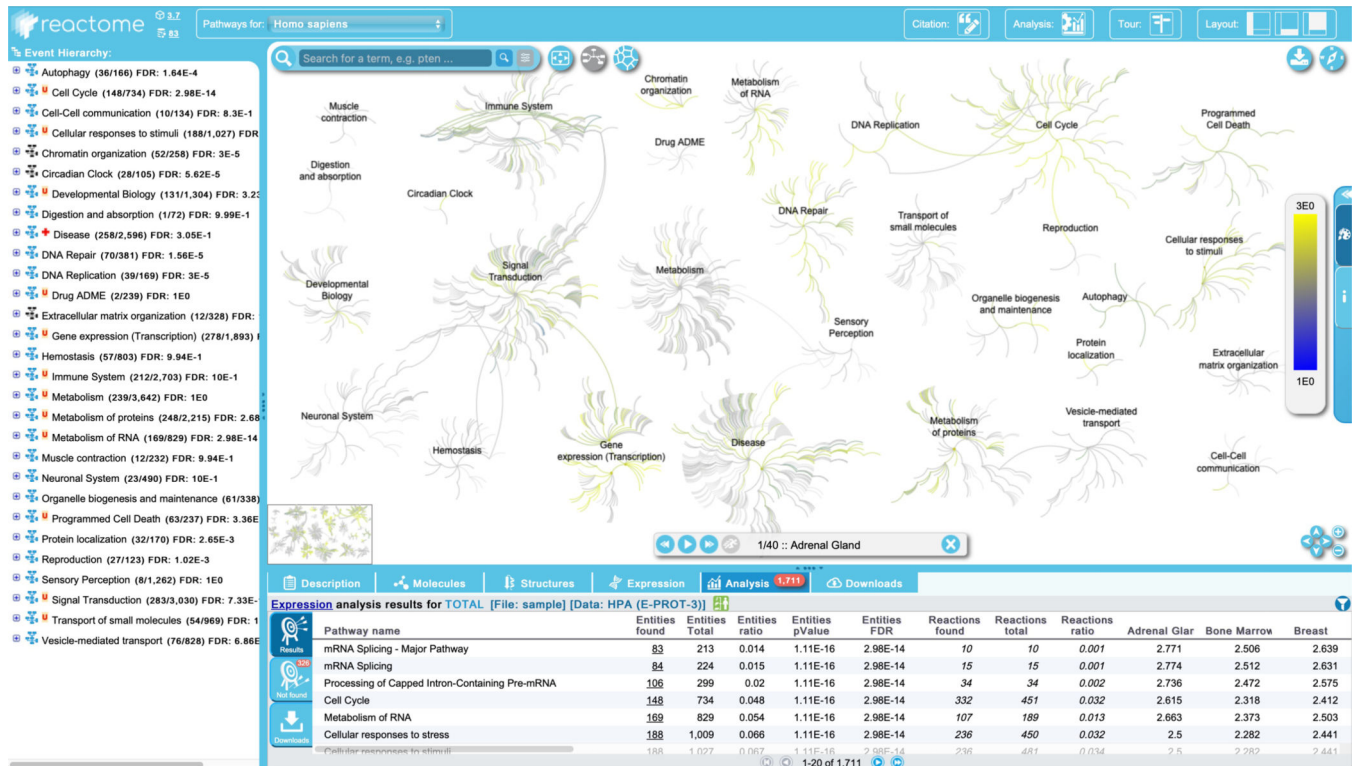 reactome
3.7
83
Pathways for: Homo sapiens
Citation:
Analysis:
Tour:
Layout:
Event Hierarchy:
Autophagy (36/166) FDR: 1.64E-4
Cell Cycle (148/734) FDR: 2.98E-14
Cell-Cell communication (10/134) FDR: 8.3E-1
Cellular responses to stimuli (188/1,027) FDR
Chromatin organization (52/258) FDR: 3E-5
Circadian Clock (28/105) FDR: 5.62E-5
Developmental Biology (131/1,304) FDR: 3.23
Digestion and absorption (1/72) FDR: 9.99E-1
Disease (258/2,596) FDR: 3.05E-1
DNA Repair (70/381) FDR: 1.56E-5
DNA Replication (39/169) FDR: 3E-5
Drug ADME (2/239) FDR: 1E0
Extracellular matrix organization (12/328) FDR:
Gene expression (Transcription) (278/1,893)
Hemostasis (57/803) FDR: 9.94E-1
Immune System (212/2,703) FDR: 10E-1
Metabolism (239/3,642) FDR: 1E0
Metabolism of proteins (248/2,215) FDR: 2.68
Metabolism of RNA (169/829) FDR: 2.98E-14
Muscle contraction (12/232) FDR: 9.94E-1
Neuronal System (23/490) FDR: 10E-1
Organelle biogenesis and maintenance (61/338)
Programmed Cell Death (63/237) FDR: 3.36E
Protein localization (32/170) FDR: 2.65E-3
Reproduction (27/123) FDR: 1.02E-3
Sensory Perception (8/1,262) FDR: 1E0
Signal Transduction (283/3,030) FDR: 7.33E-
Transport of small molecules (54/969) FDR: 1
Vesicle-mediated transport (76/828) FDR: 6.86E
Search for a term, e.g. pten ...
Muscle
contraction
Immune System
Chromatin
organization
Metabolism
of RNA
DNA Replication
Cell Cycle
Programmed
Cell Death
Drug ADME
Digestion
and absorption
Circadian Clock
DNA Repair
Transport of
small molecules
Reproduction
Cellular responses
to stimuli
3E0
1E0
Developmental
Biology
Signal
Transduction
Metabolism
Organelle biogenesis
and maintenance
Autophagy
Sensory
Perception
Protein
localization
Extracellular
matrix organization
Neuronal System
Hemostasis
Gene
expression (Transcription)
Disease
Metabolism
of proteins
Vesicle-mediated
transport
Cell-Cell
communication
1/40 :: Adrenal Gland
Description
Molecules
Structures
Expression
Analysis 1,711
Downloads
Expression analysis results for TOTAL [File: sample] [Data: HPA (E-PROT-3)]
Results
326
Not found
Downloads
Pathway name Entities found Entities Total Entities ratio Entities pValue Entities FDR Reactions found Reactions total Reactions ratio Adrenal Glar Bone Marrow Breast
mRNA Splicing - Major Pathway 83 213 0.014 1.11E-16 2.98E-14 10 10 0.001 2.771 2.506 2.639
mRNA Splicing 84 224 0.015 1.11E-16 2.98E-14 15 15 0.001 2.774 2.512 2.631
Processing of Capped Intron-Containing Pre-mRNA 106 299 0.02 1.11E-16 2.98E-14 34 34 0.002 2.736 2.472 2.575
Cell Cycle 148 734 0.048 1.11E-16 2.98E-14 332 451 0.032 2.615 2.318 2.412
Metabolism of RNA 169 829 0.054 1.11E-16 2.98E-14 107 189 0.013 2.663 2.373 2.503
Cellular responses to stress 188 1,009 0.066 1.11E-16 2.98E-14 236 450 0.032 2.5 2.282 2.441
Cellular responses to stimuli 188 1,027 0.067 1.11E-16 2.98E-14 236 481 0.034 2.5 2.282 2.441
1-20 of 1,711